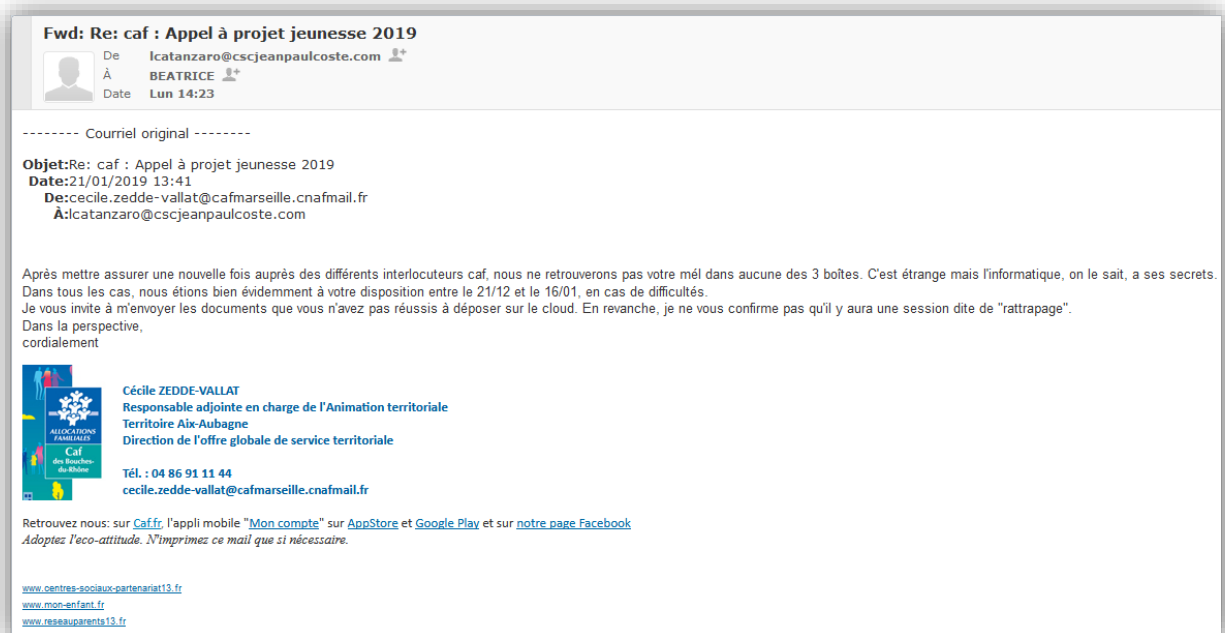 Fwd: Re: caf : Appel à projet jeunesse 2019
De lcatanzaro@cscjeanpaulcoste.com
À BEATRICE
Date Lun 14:23
-------- Courriel original --------
Objet:Re: caf : Appel à projet jeunesse 2019
Date:21/01/2019 13:41
De:cecile.zedde-vallat@cafmarseille.cnafmail.fr
À:lcatanzaro@cscjeanpaulcoste.com
Après mettre assurer une nouvelle fois auprès des différents interlocuteurs caf, nous ne retrouverons pas votre mél dans aucune des 3 boîtes. C'est étrange mais l'informatique, on le sait, a ses secrets.
Dans tous les cas, nous étions bien évidemment à votre disposition entre le 21/12 et le 16/01, en cas de difficultés.
Je vous invite à m'envoyer les documents que vous n'avez pas réussis à déposer sur le cloud. En revanche, je ne vous confirme pas qu'il y aura une session dite de "rattrapage".
Dans la perspective,
cordialement
ALLOCATIONS
FAMILIALES
Caf
des Bouches-
du-Rhône
Cécile ZEDDE-VALLAT
Responsable adjointe en charge de l'Animation territoriale
Territoire Aix-Aubagne
Direction de l'offre globale de service territoriale
Tél. : 04 86 91 11 44
cecile.zedde-vallat@cafmarseille.cnafmail.fr
Retrouvez nous: sur Caf.fr, l'appli mobile "Mon compte" sur AppStore et Google Play et sur notre page Facebook
Adoptez l'eco-attitude. N'imprimez ce mail que si nécessaire.
www.centres-sociaux-partenariat13.fr
www.mon-enfant.fr
www.reseauparents13.fr